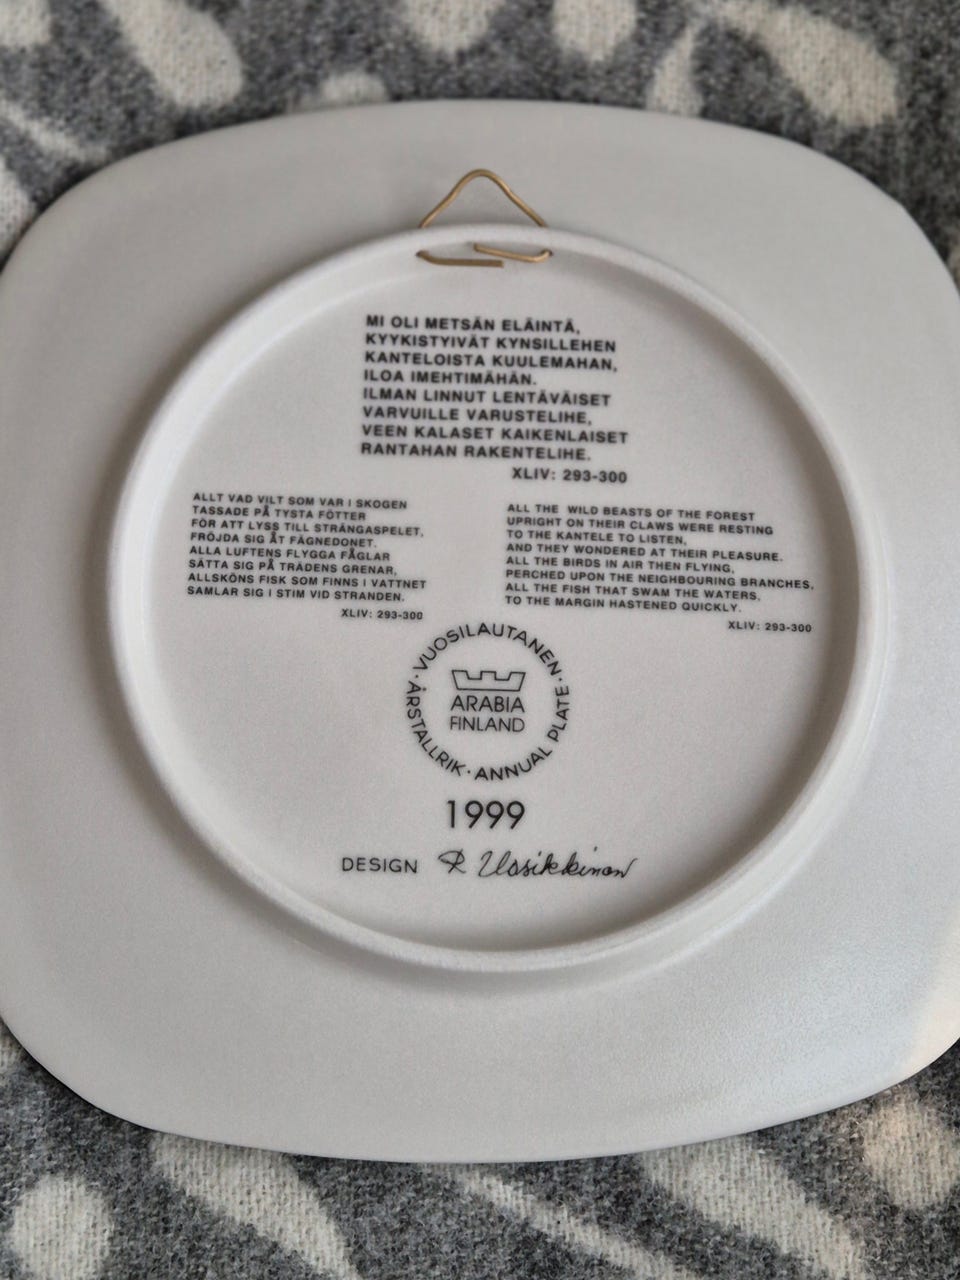 MI OLI METSÄN ELÄINTÄ,
KYYKISTYIVÄT KYNSILLEHEN
KANTELOISTA KUULEMAHAN,
ILOA IMEHTIMÄHÄN.
ILMAN LINNUT LENTÄVÄISET
VARVUILLE VARUSTELIHE,
VEEN KALASET KAIKENLAISET
RANTAHAN RAKENTELIHE.
XLIV: 293-300
ALLT VAD VILT SOM VAR I SKOGEN
TASSADE PÅ TYSTA FÖTTER
FÖR ATT LYSS TILL STRÄNGASPELET,
FRÖJDA SIG ÅT FÄGNEDONET.
ALLA LUFTENS FLYGGA FÅGLAR
SÄTTA SIG PÅ TRÄDENS GRENAR,
ALLSKÖNS FISK SOM FINNS I VATTNET
SAMLAR SIG I STIM VID STRANDEN.
XLIV: 293-300
ALL THE WILD BEASTS OF THE FOREST
UPRIGHT ON THEIR CLAWS WERE RESTING
TO THE KANTELE TO LISTEN,
AND THEY WONDERED AT THEIR PLEASURE.
ALL THE BIRDS IN AIR THEN FLYING,
PERCHED UPON THE NEIGHBOURING BRANCHES,
ALL THE FISH THAT SWAM THE WATERS,
TO THE MARGIN HASTENED QUICKLY.
XLIV: 293-300
·VUOSILAUTANEN·
ARABIA
FINLAND
ÅRSTALLRIK·ANNUAL PLATE
1999
DESIGN R Uosikkinen